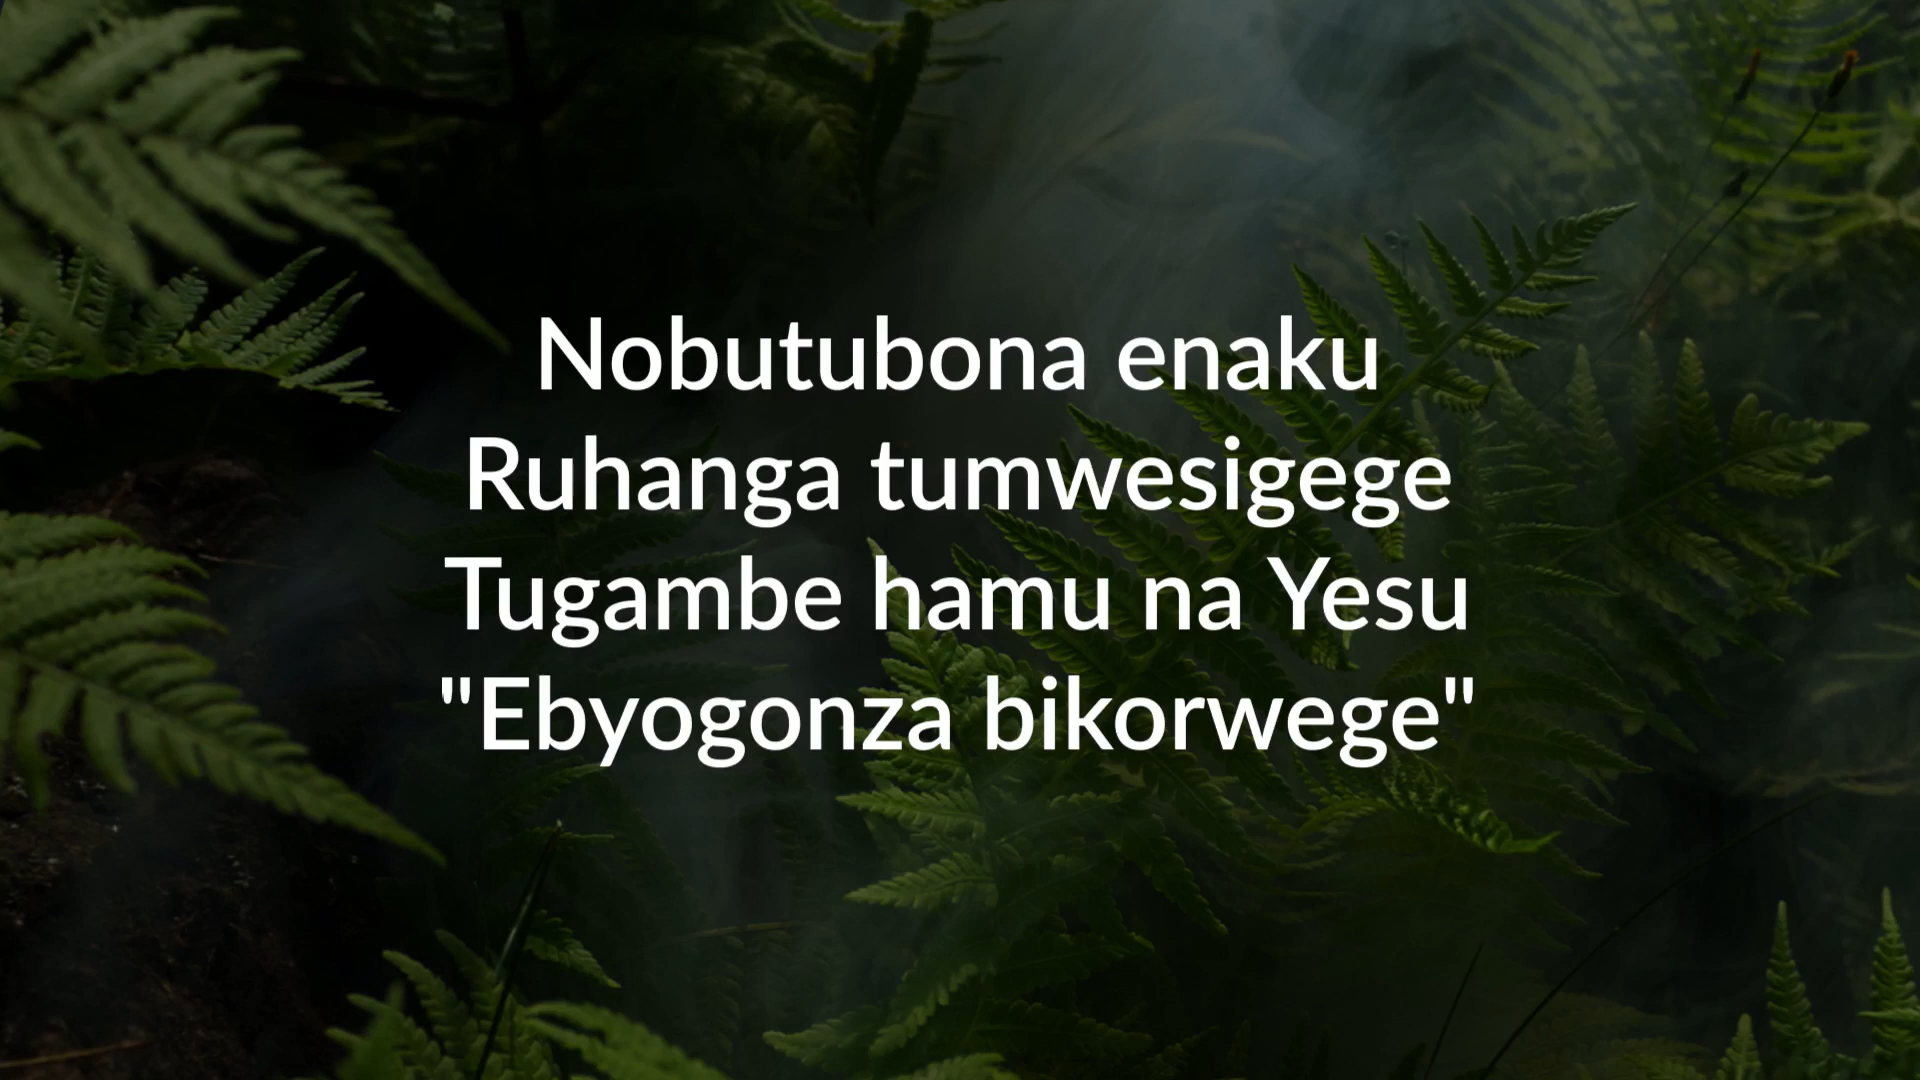 Nobutubona enaku
Ruhanga tumwesigege
Tugambe hamu na Yesu
"Ebyogonza bikorwege"